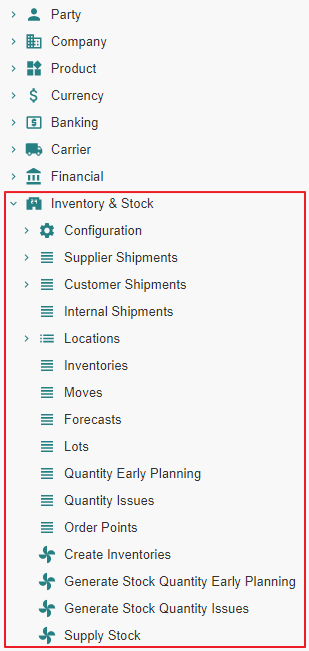 Party
Company
Product
Currency
Banking
Carrier
Financial
Inventory & Stock
Configuration
Supplier Shipments
Customer Shipments
Internal Shipments
Locations
Inventories
Moves
Forecasts
Lots
Quantity Early Planning
Quantity Issues
Order Points
Create Inventories
Generate Stock Quantity Early Planning
Generate Stock Quantity Issues
Supply Stock